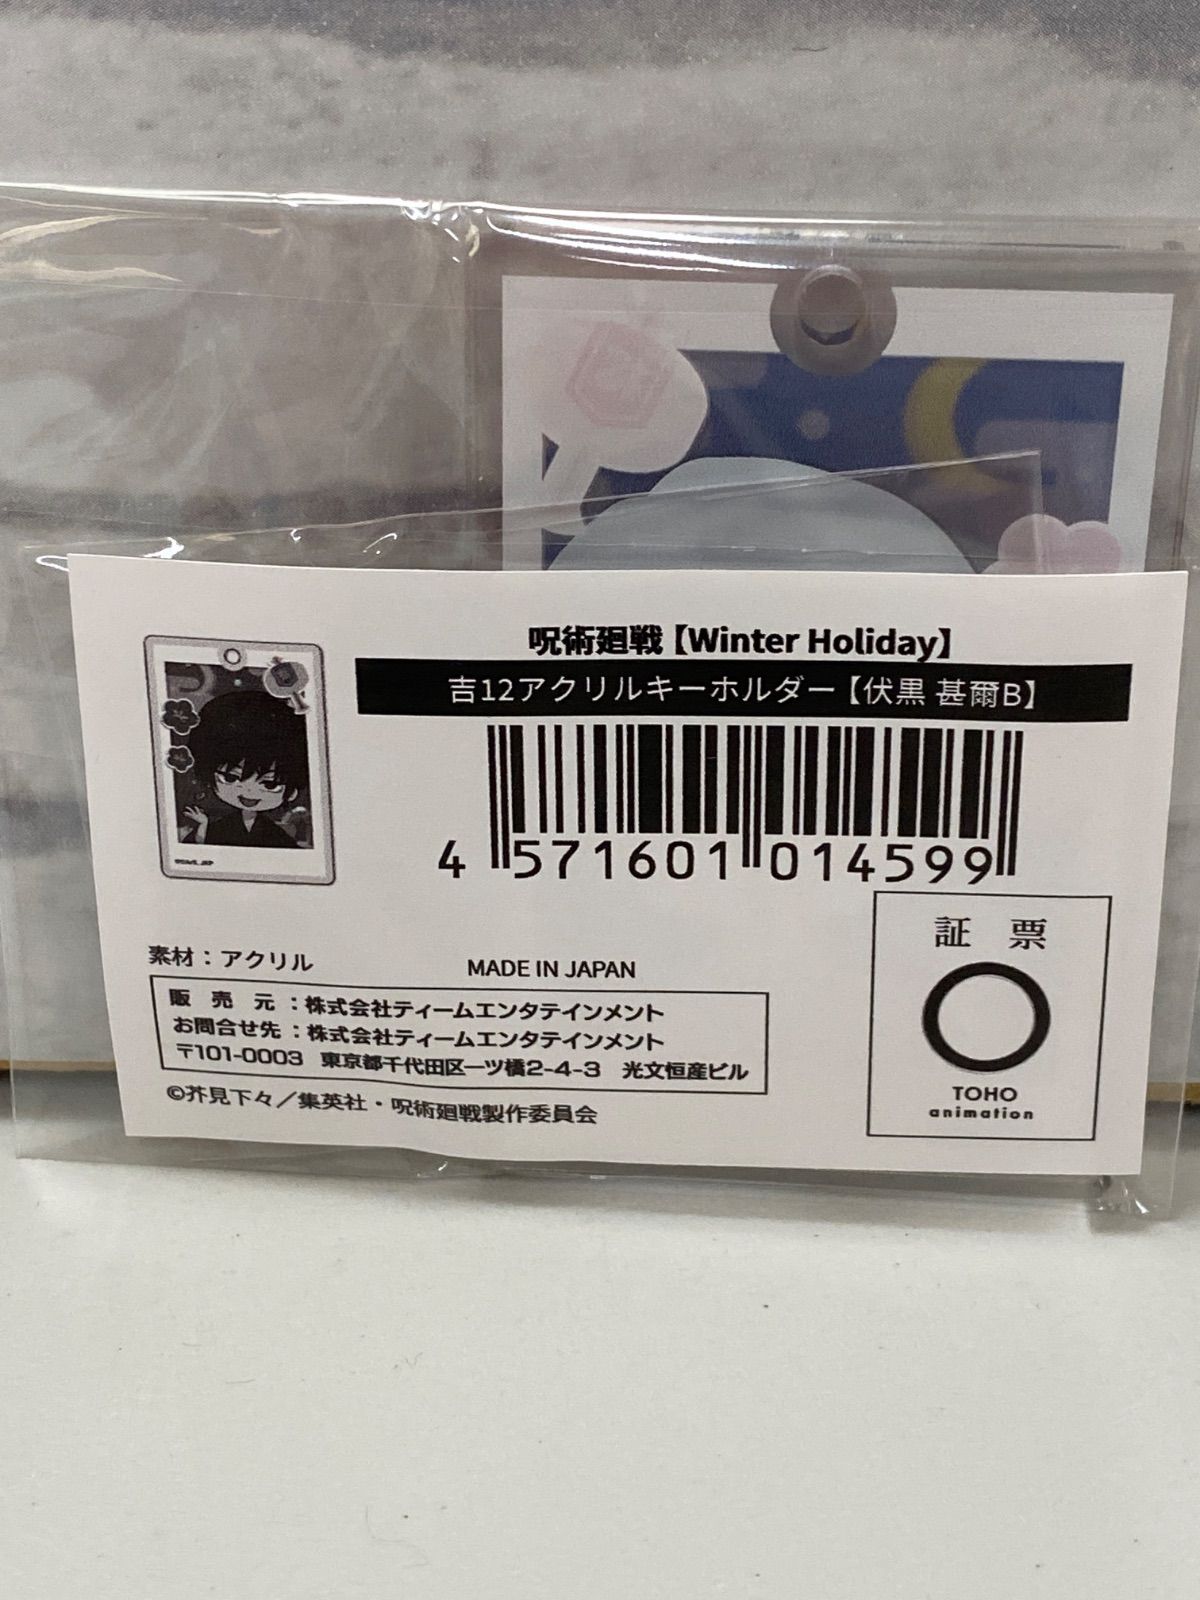 呪術廻戦【Winter Holiday】
吉12アクリルキーホルダー【伏黒 甚爾B】
4 571601 014599
証 票
TOHO
animation
素材：アクリル
MADE IN JAPAN
販 売 元 ：株式会社ティームエンタテインメント
お問合せ先：株式会社ティームエンタテインメント
〒101-0003 東京都千代田区一ツ橋2-4-3 光文恒産ビル
©芥見下々／集英社・呪術廻戦製作委員会